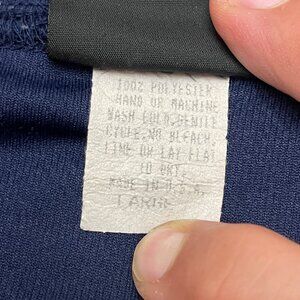 100% POLYESTER
HAND OR MACHINE
WASH COLD, GENTLE
CYCLE, NO BLEACH,
LINE OR LAY FLAT
TO DRY.
MADE IN U.S.A.
LARGE